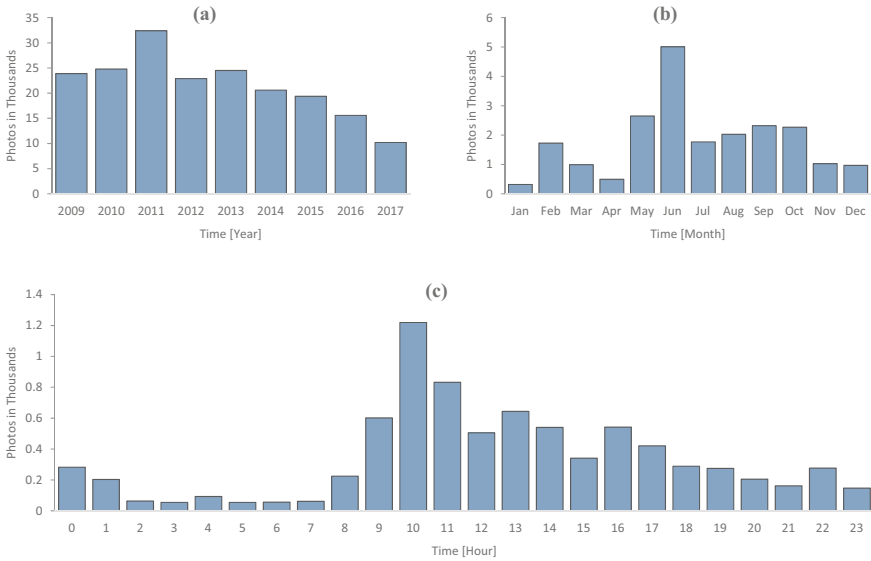 (a)
35
30
25
20
15
10
5
0
Photos in Thousands
2009 2010 2011 2012 2013 2014 2015 2016 2017
Time [Year]
(b)
6
5
4
3
2
1
0
Photos in Thousands
Jan Feb Mar Apr May Jun Jul Aug Sep Oct Nov Dec
Time [Month]
(c)
1.4
1.2
1
0.8
0.6
0.4
0.2
0
Photos in Thousands
0 1 2 3 4 5 6 7 8 9 10 11 12 13 14 15 16 17 18 19 20 21 22 23
Time [Hour]